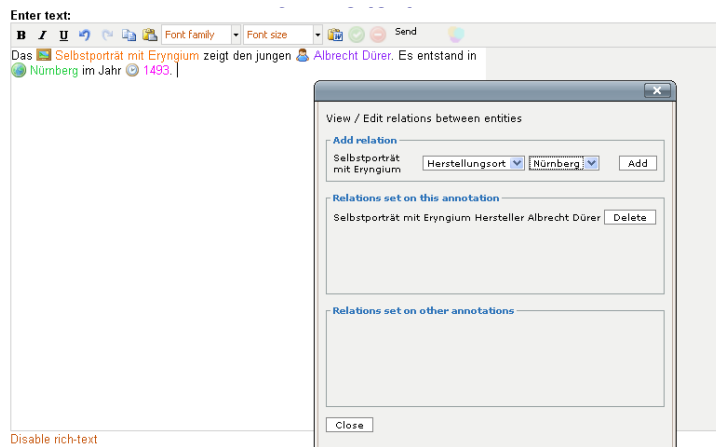 Enter text:
B I U Font family Font size Send
Das Selbstporträt mit Eryngium zeigt den jungen Albrecht Dürer. Es entstand in
Nürnberg im Jahr 1493.
View / Edit relations between entities
Add relation
Selbstporträt
mit Eryngium Herstellungsort Nürnberg Add
Relations set on this annotation
Selbstporträt mit Eryngium Hersteller Albrecht Dürer Delete
Relations set on other annotations
Close
Disable rich-text